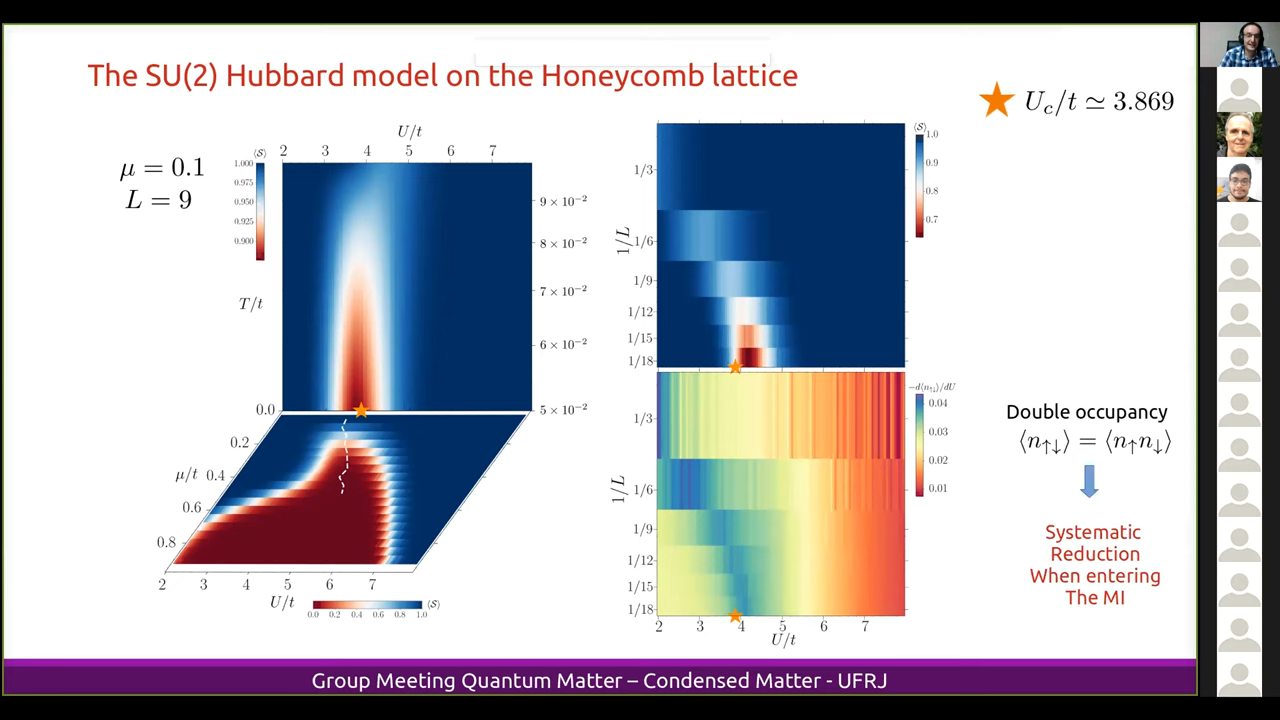 The SU(2) Hubbard model on the Honeycomb lattice
U_c/t ≃ 3.869
μ = 0.1
L = 9
U/t
2 3 4 5 6 7
⟨S⟩
1.000
0.975
0.950
0.925
0.900
T/t
9 × 10⁻²
8 × 10⁻²
7 × 10⁻²
6 × 10⁻²
5 × 10⁻²
0.0
0.2
μ/t 0.4
0.6
0.8
2 3 4 5 6 7
U/t
0.0 0.2 0.4 0.6 0.8 1.0 ⟨S⟩
1/L
1/3
1/6
1/9
1/12
1/15
1/18
⟨S⟩
1.0
0.9
0.8
0.7
1/L
1/3
1/6
1/9
1/12
1/15
1/18
2 3 4 5 6 7
U/t
−d⟨n↑↓⟩/dU
0.04
0.03
0.02
0.01
Double occupancy
⟨n↑↓⟩ = ⟨n↑n↓⟩
Systematic
Reduction
When entering
The MI
Group Meeting Quantum Matter – Condensed Matter - UFRJ